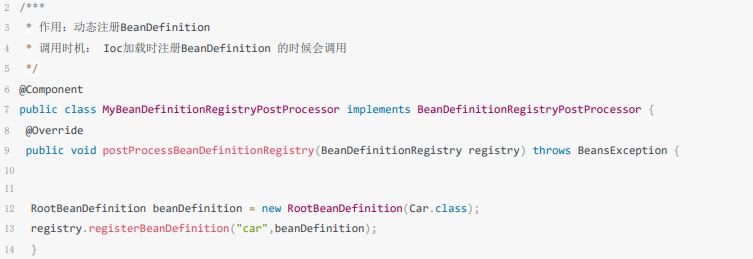 2 /***
3 * 作用：动态注册BeanDefinition
4 * 调用时机： Ioc加载时注册BeanDefinition 的时候会调用
5 */
6 @Component
7 public class MyBeanDefinitionRegistryPostProcessor implements BeanDefinitionRegistryPostProcessor {
8 @Override
9 public void postProcessBeanDefinitionRegistry(BeanDefinitionRegistry registry) throws BeansException {
10
11
12 RootBeanDefinition beanDefinition = new RootBeanDefinition(Car.class);
13 registry.registerBeanDefinition("car",beanDefinition);
14 }